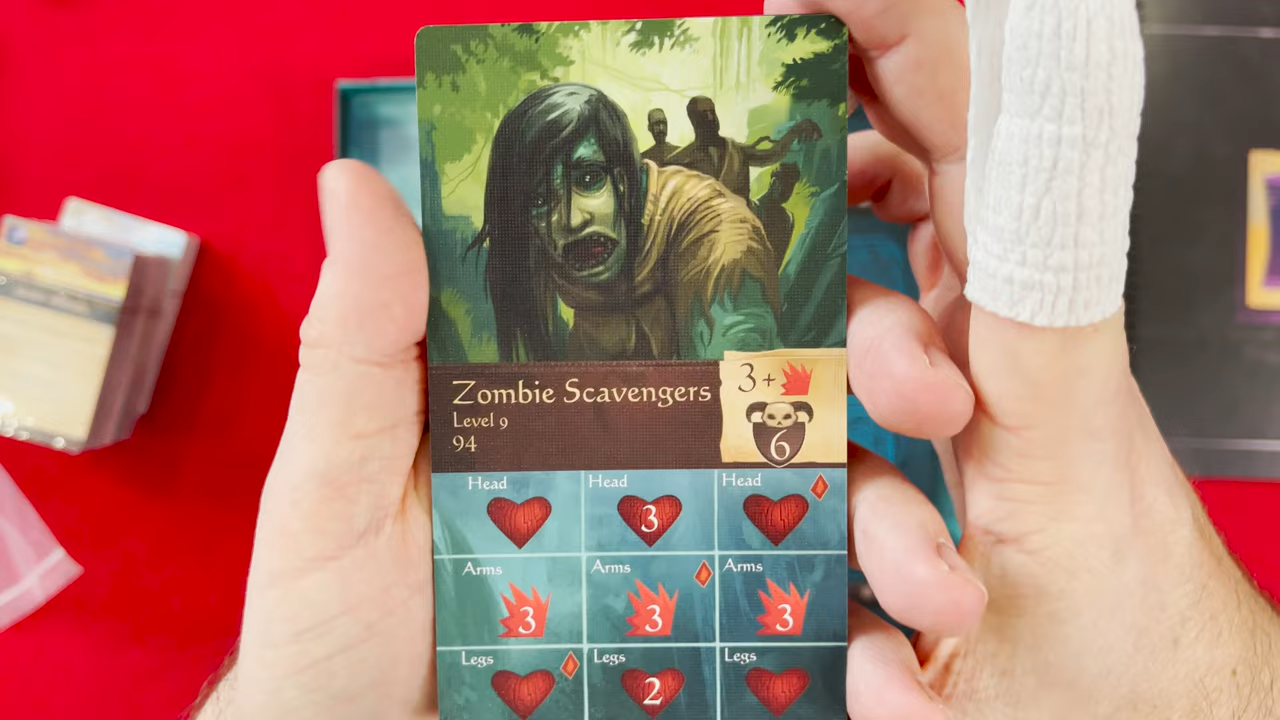 Zombie Scavengers
3+
Level 9
94
6
Head Head Head
3
Arms Arms Arms
3 3 3
Legs Legs Legs
2